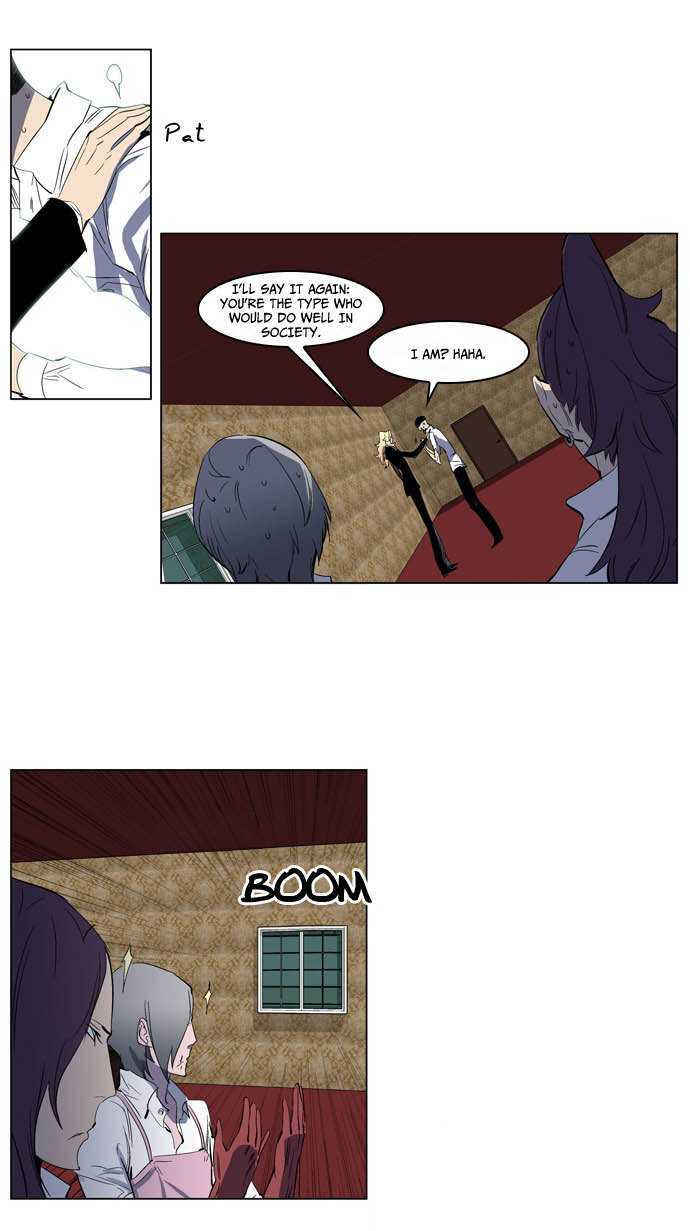 Pat
I'LL SAY IT AGAIN:
YOU'RE THE TYPE WHO
WOULD DO WELL IN
SOCIETY.
I AM? HAHA.
BOOM